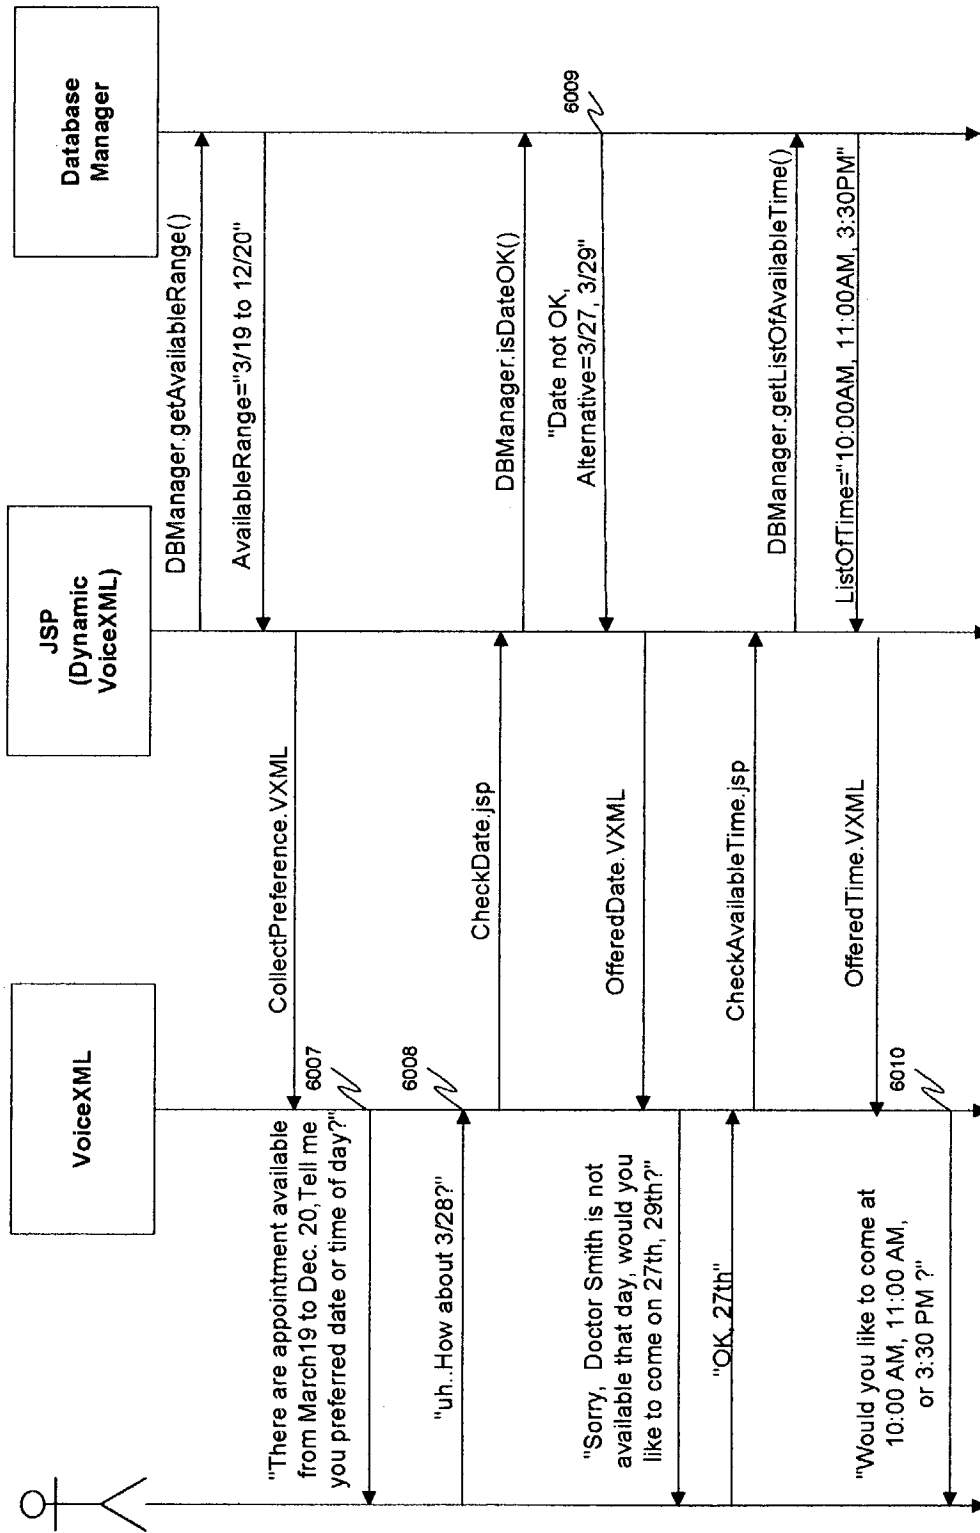 VoiceXML
JSP
(Dynamic
VoiceXML)
Database
Manager
DBManager.getAvailableRange()
AvailableRange="3/19 to 12/20"
CollectPreference.VXML
6007
"There are appointment available
from March19 to Dec. 20,Tell me
you preferred date or time of day?"
6008
"uh..How about 3/28?"
CheckDate.jsp
DBManager.isDateOK()
6009
"Date not OK,
Alternative=3/27, 3/29"
OfferedDate.VXML
"Sorry, Doctor Smith is not
available that day, would you
like to come on 27th, 29th?"
"OK, 27th"
CheckAvailableTime.jsp
DBManager.getListOfAvailableTime()
ListOfTime="10:00AM, 11:00AM, 3:30PM"
OfferedTime.VXML
6010
"Would you like to come at
10:00 AM, 11:00 AM,
or 3:30 PM ?"